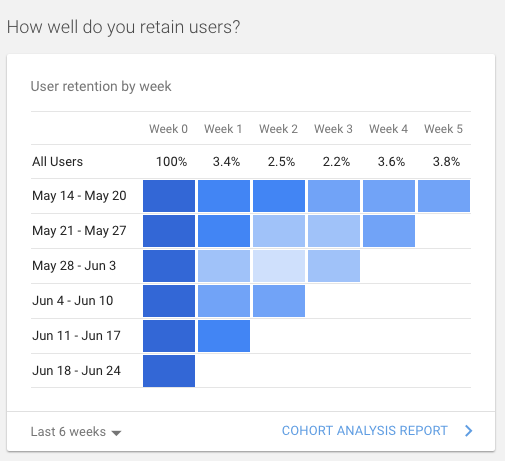 How well do you retain users?
User retention by week
Week 0 Week 1 Week 2 Week 3 Week 4 Week 5
All Users 100% 3.4% 2.5% 2.2% 3.6% 3.8%
May 14 - May 20
May 21 - May 27
May 28 - Jun 3
Jun 4 - Jun 10
Jun 11 - Jun 17
Jun 18 - Jun 24
Last 6 weeks COHORT ANALYSIS REPORT